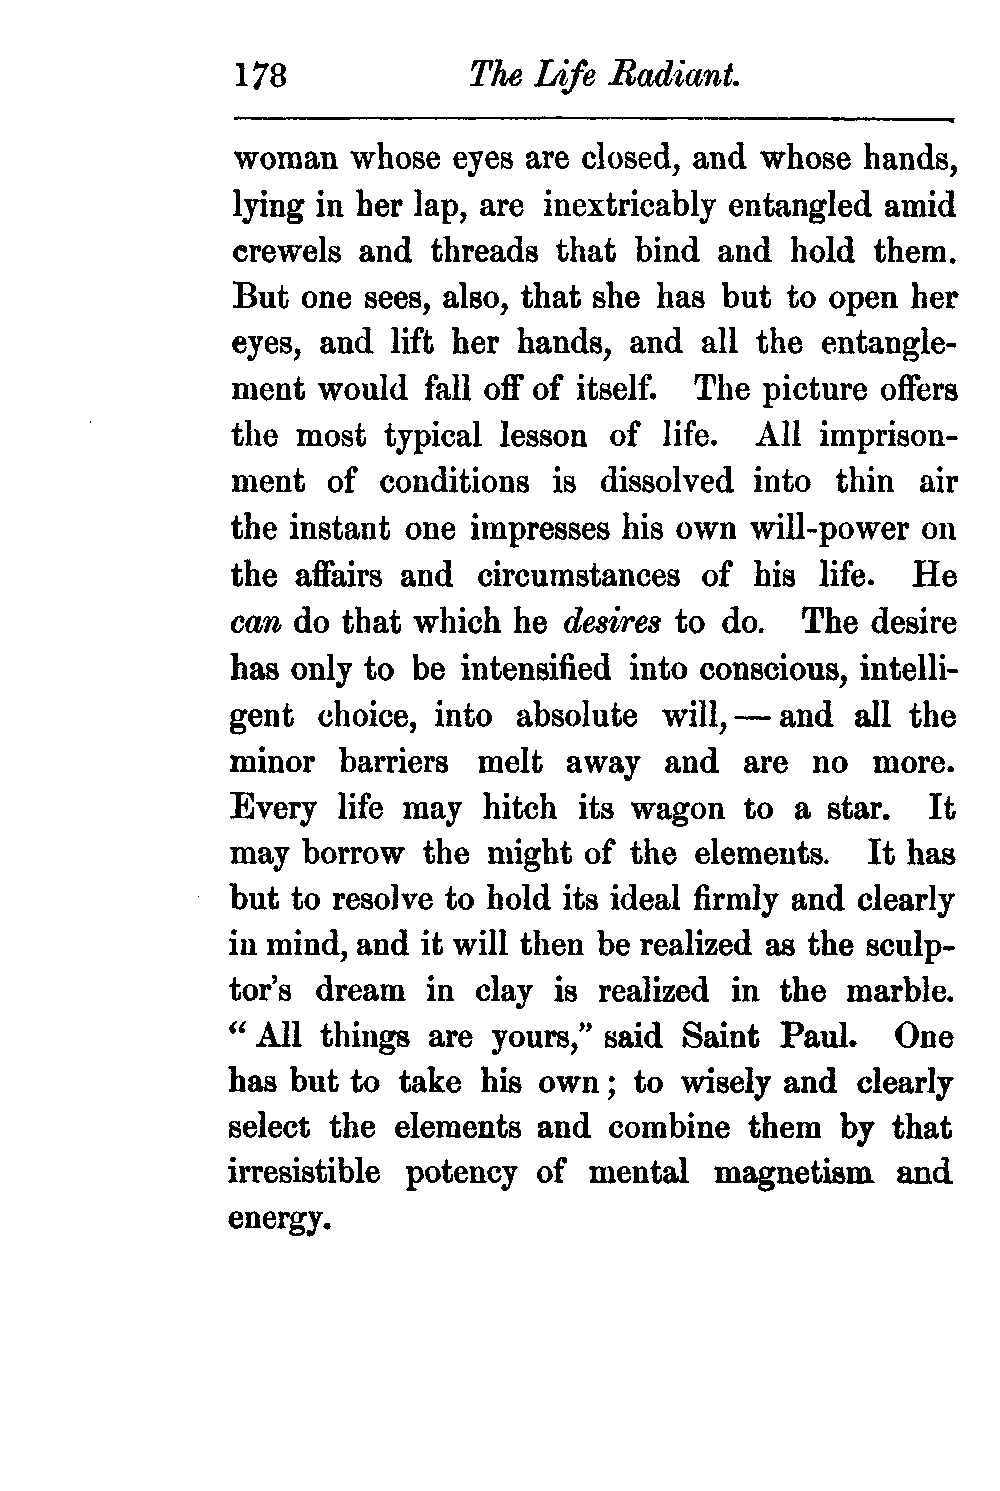 178 The Life Radiant.
woman whose eyes are closed, and whose hands,
lying in her lap, are inextricably entangled amid
crewels and threads that bind and hold them.
But one sees, also, that she has but to open her
eyes, and lift her hands, and all the entangle-
ment would fall off of itself. The picture offers
the most typical lesson of life. All imprison-
ment of conditions is dissolved into thin air
the instant one impresses his own will-power on
the affairs and circumstances of his life. He
can do that which he desires to do. The desire
has only to be intensified into conscious, intelli-
gent choice, into absolute will, — and all the
minor barriers melt away and are no more.
Every life may hitch its wagon to a star. It
may borrow the might of the elements. It has
but to resolve to hold its ideal firmly and clearly
in mind, and it will then be realized as the sculp-
tor's dream in clay is realized in the marble.
“ All things are yours,” said Saint Paul. One
has but to take his own ; to wisely and clearly
select the elements and combine them by that
irresistible potency of mental magnetism and
energy.